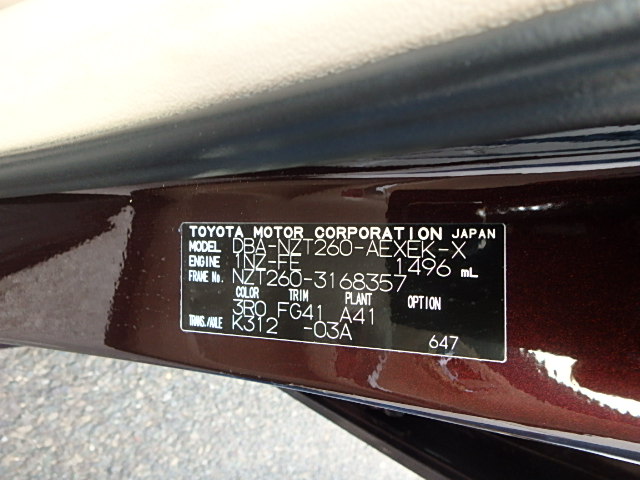 TOYOTA MOTOR CORPORATION JAPAN
MODEL DBA-NZT260-AEXEK-X
ENGINE 1NZ-FE 1496 mL
FRAME No. NZT260-3168357
COLOR TRIM PLANT OPTION
3R0 FG41 A41
TRANS./AXLE K312 -03A
647